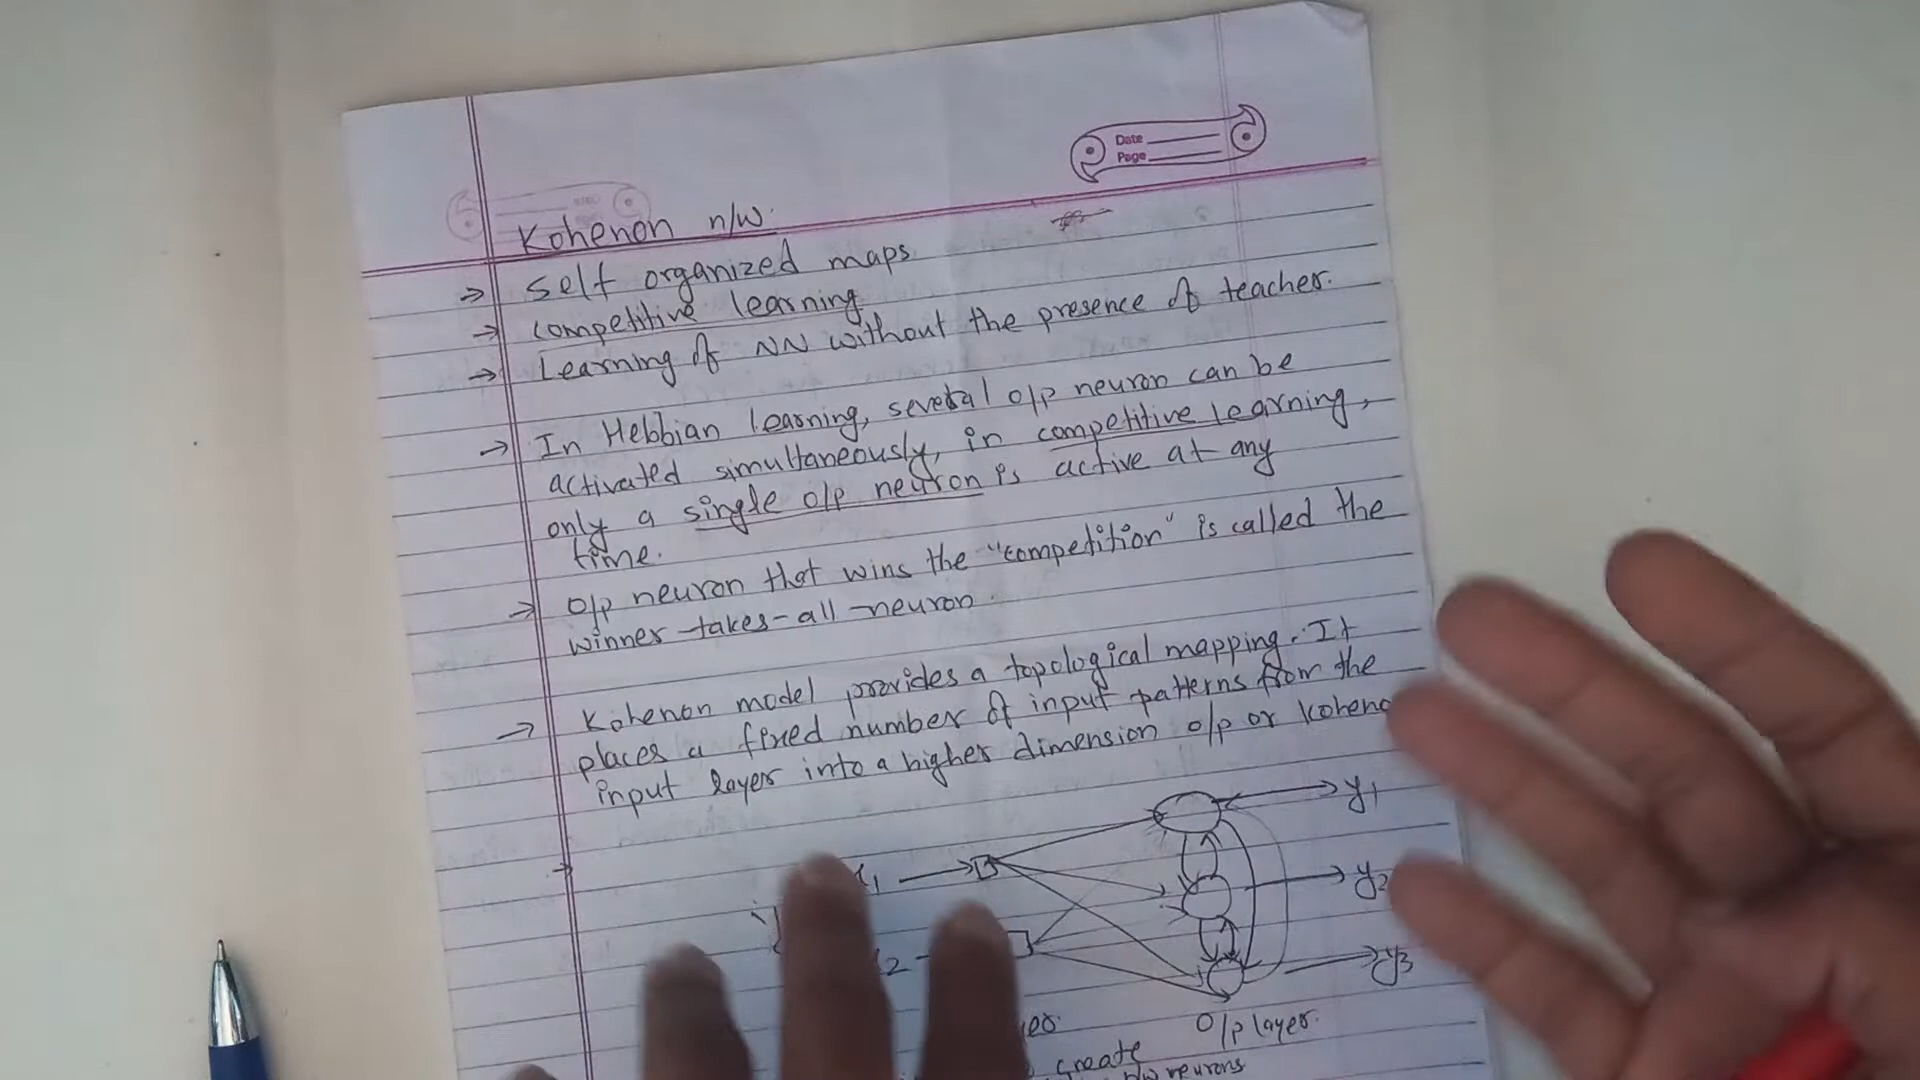 Date
Page
Kohenon n/w.
→ Self organized maps.
→ competitive learning
→ Learning of NN without the presence of teacher.
→ In Hebbian learning, several o/p neuron can be
activated simultaneously, in competitive learning,
only a single o/p neuron is active at any
time.
→ O/p neuron that wins the "competition" is called the
winner-takes-all-neuron.
→ Kohenon model provides a topological mapping. It
places a fixed number of input patterns from the
input layer into a higher dimension o/p or
y1
y2
2
y3
O/p layer.
create
neurons